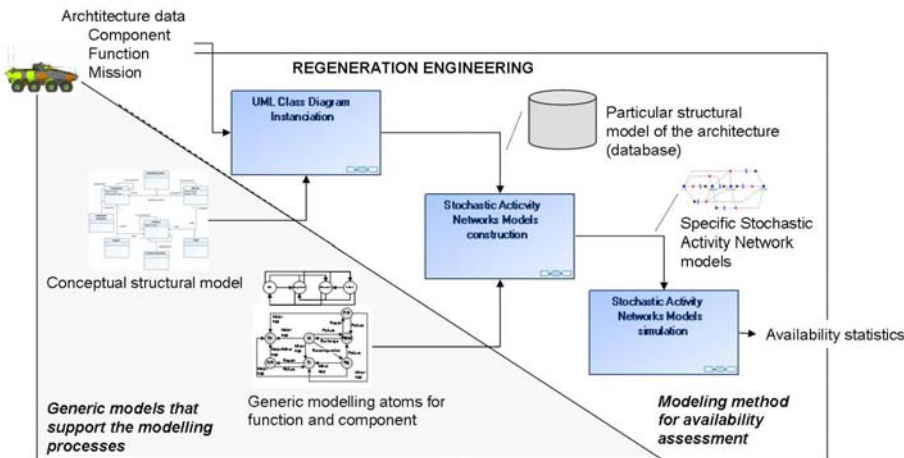 Archtitecture data
Component
Function
Mission
REGENERATION ENGINEERING
UML Class Diagram
Instanciation
Particular structural
model of the architecture
(database)
Stochastic Acticvity
Networks Models
construction
Specific Stochastic
Activity Network
models
Conceptual structural model
Stochastic Activity
Networks Models
simulation
Availability statistics
Generic modelling atoms for
function and component
Generic models that
support the modelling
processes
Modeling method
for availability
assessment